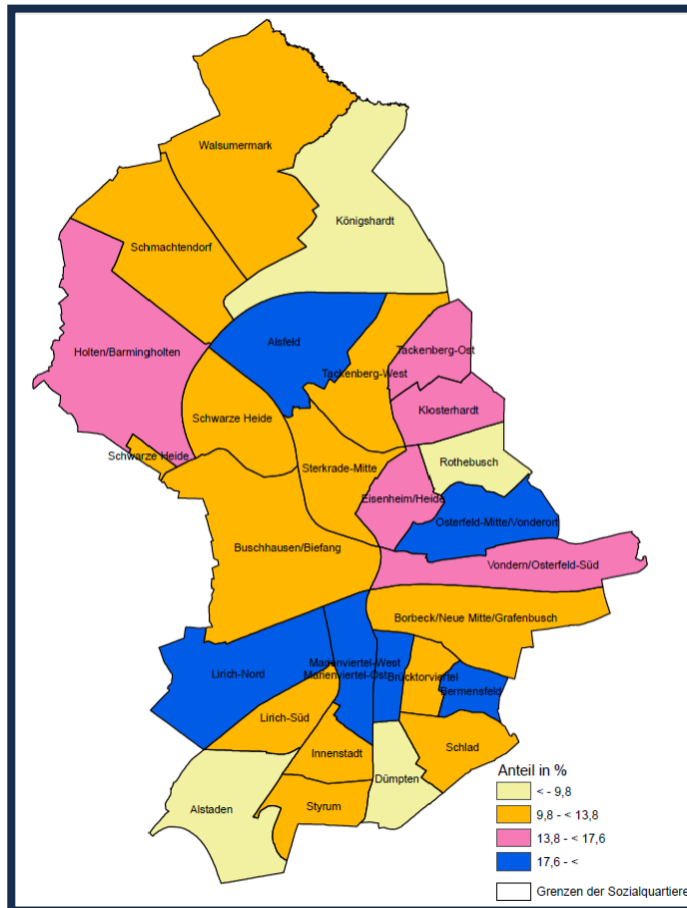 Walsumermark
Königshardt
Schmachtendorf
Alsfeld
Holten/Barmingholten
Tackenberg-Ost
Tackenberg-West
Klosterhardt
Schwarze Heide
Schwarze Heide
Rothebusch
Sterkrade-Mitte
Eisenheim/Heide
Osterfeld-Mitte/Vonderort
Buschhausen/Biefang
Vondern/Osterfeld-Süd
Borbeck/Neue Mitte/Grafenbusch
Marienviertel-West
Lirich-Nord
Marienviertel-Ost
Brücktorviertel
Bermensfeld
Lirich-Süd
Innenstadt
Schlad
Dümpten
Alstaden
Styrum
Anteil in %
< - 9,8
9,8 - < 13,8
13,8 - < 17,6
17,6 - <
Grenzen der Sozialquartiere